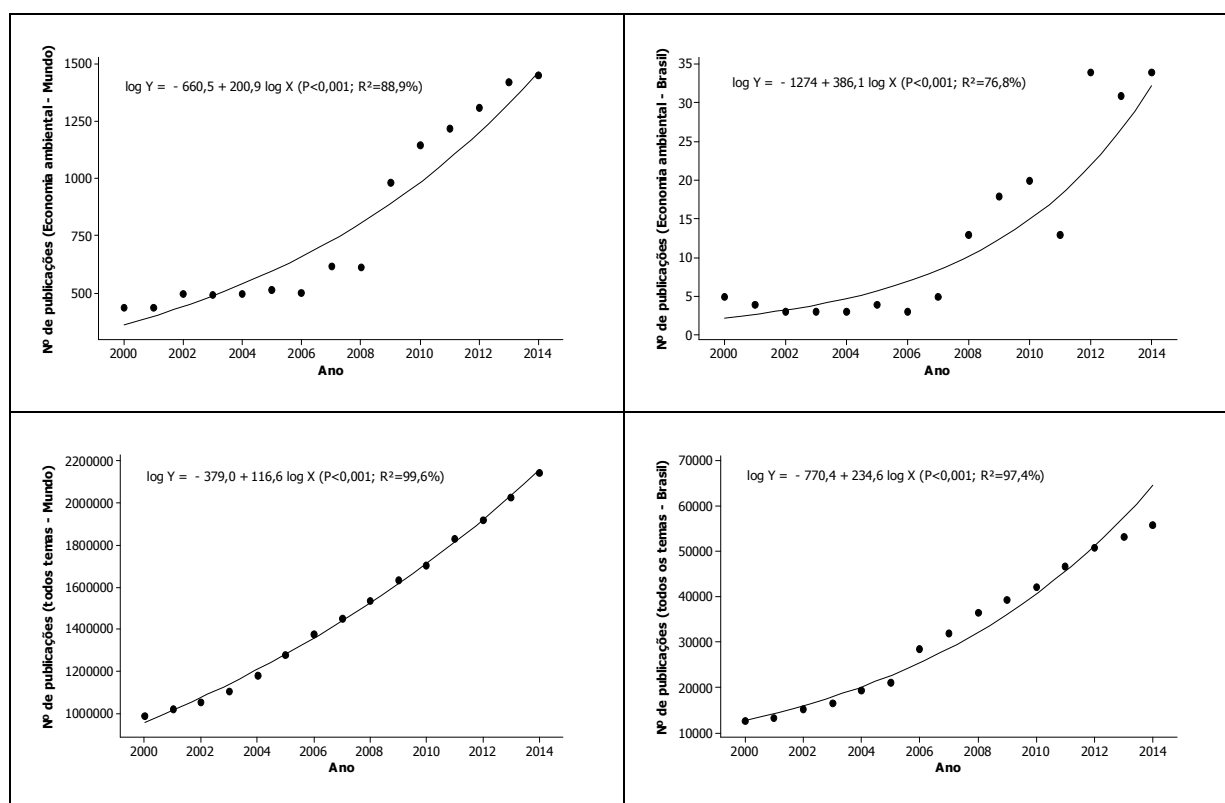 Nº de publicações (Economia ambiental - Mundo)
log Y = - 660,5 + 200,9 log X (P<0,001; R²=88,9%)
1500
1250
1000
750
500
2000 2002 2004 2006 2008 2010 2012 2014
Ano
Nº de publicações (Economia ambiental - Brasil)
log Y = - 1274 + 386,1 log X (P<0,001; R²=76,8%)
35
30
25
20
15
10
5
0
2000 2002 2004 2006 2008 2010 2012 2014
Ano
Nº de publicações (todos temas - Mundo)
log Y = - 379,0 + 116,6 log X (P<0,001; R²=99,6%)
2200000
2000000
1800000
1600000
1400000
1200000
1000000
2000 2002 2004 2006 2008 2010 2012 2014
Ano
Nº de publicações (todos os temas - Brasil)
log Y = - 770,4 + 234,6 log X (P<0,001; R²=97,4%)
70000
60000
50000
40000
30000
20000
10000
2000 2002 2004 2006 2008 2010 2012 2014
Ano